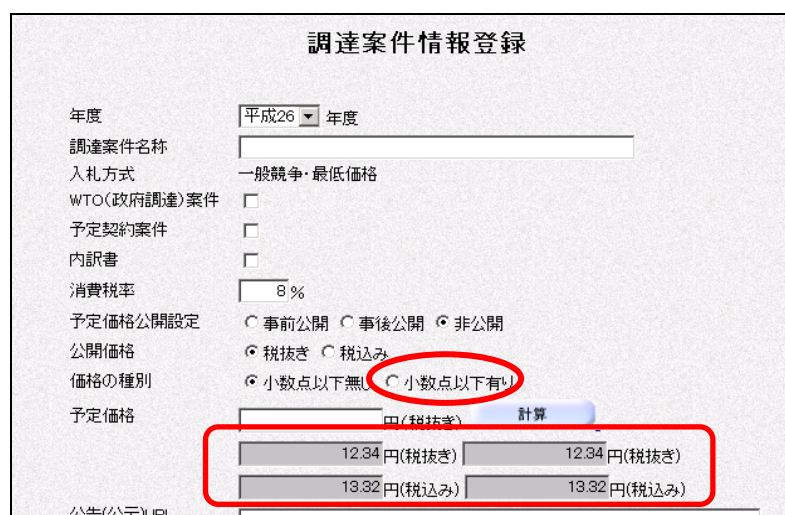 調達案件情報登録
年度 平成26 年度
調達案件名称
入札方式 一般競争・最低価格
WTO(政府調達)案件
予定契約案件
内訳書
消費税率 8 %
予定価格公開設定 事前公開 事後公開 非公開
公開価格 税抜き 税込み
価格の種別 小数点以下無し 小数点以下有り
予定価格 円(税抜き) 計算
12.34 円(税抜き) 12.34 円(税抜き)
13.32 円(税込み) 13.32 円(税込み)
公告(公示)URL